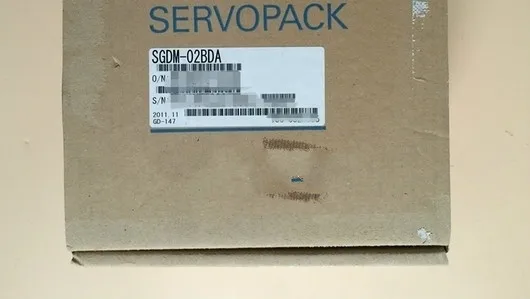 SERVOPACK
SGDM-02BDA
O/N
S/N
2011.11
GD-147